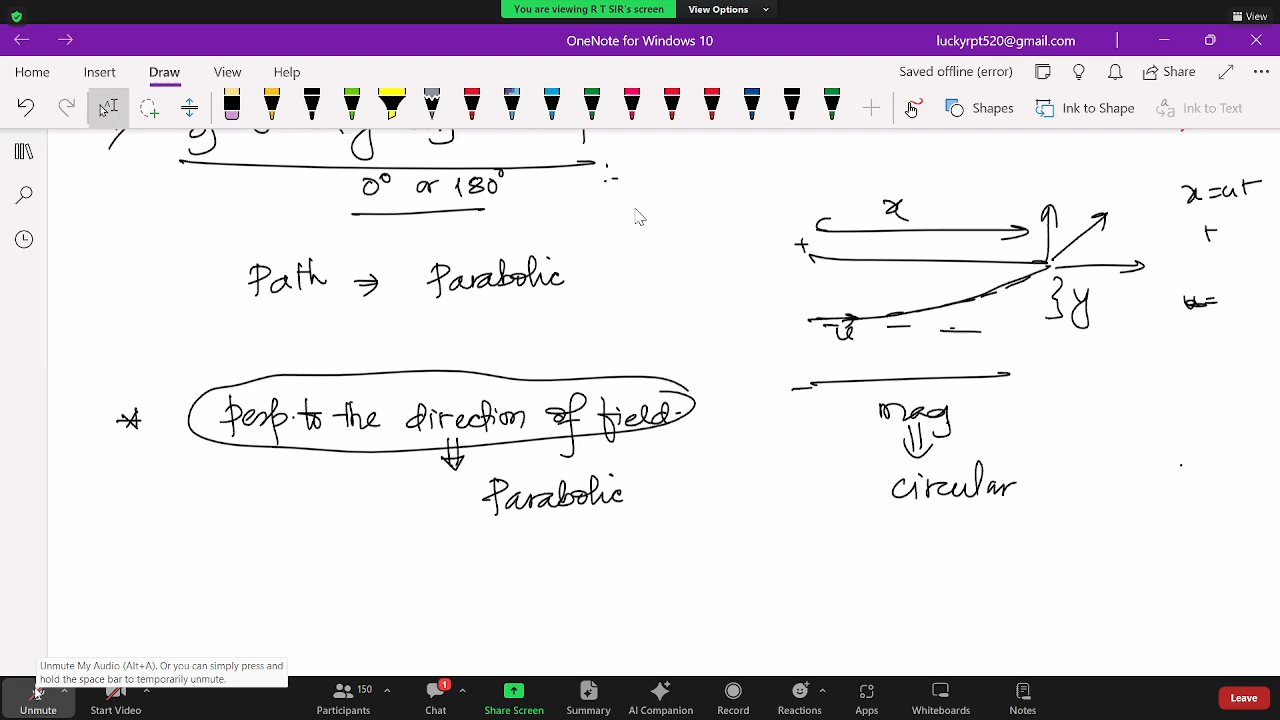 You are viewing R T SIR's screen
View Options
View
OneNote for Windows 10
luckyrpt520@gmail.com
Home Insert Draw View Help
Saved offline (error)
Share
Shapes
Ink to Shape
Ink to Text
0° or 180° :-
x
x = ut
+
+
Path ⇒ Parabolic
} y
u
-
* Perp. to the direction of field.
mag
⇓
⇓
Parabolic
circular
Unmute My Audio (Alt+A). Or you can simply press and
hold the space bar to temporarily unmute.
150
1
Unmute
Start Video
Participants
Chat
Share Screen
Summary
AI Companion
Record
Reactions
Apps
Whiteboards
Notes
Leave